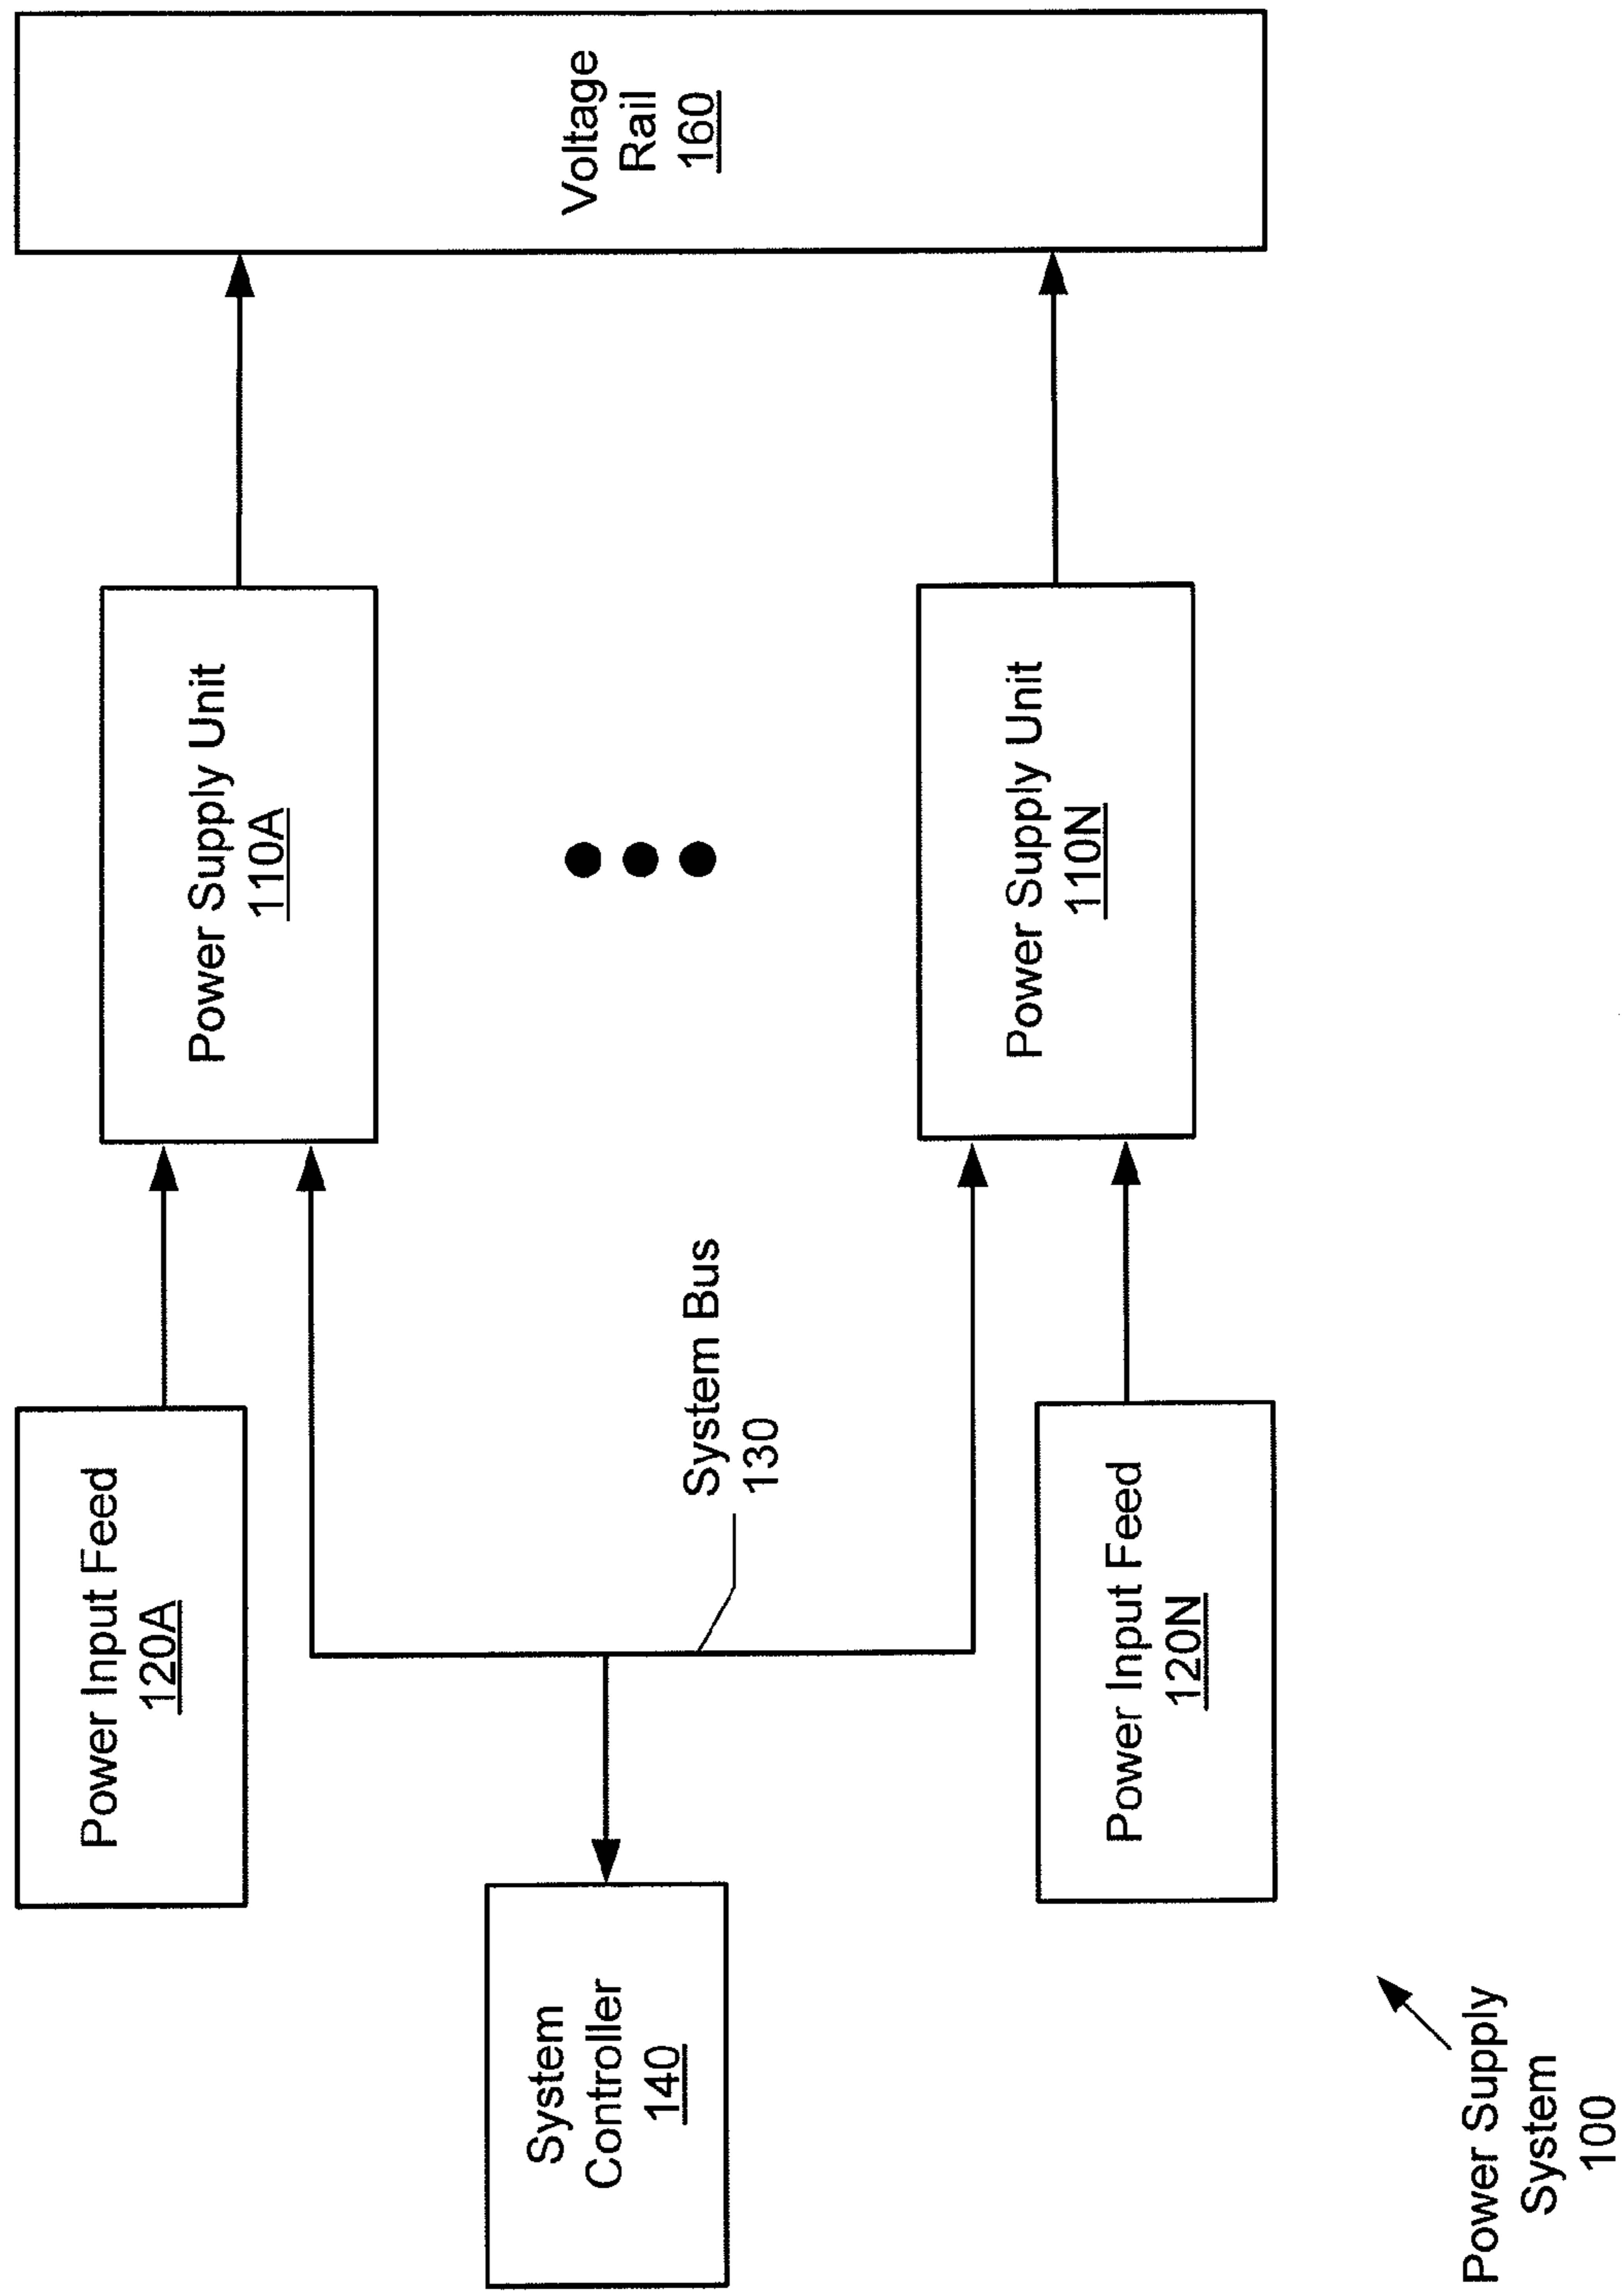 Power Input Feed
120A
Power Supply Unit
110A
System
Controller
140
System Bus
130
Voltage
Rail
160
Power Input Feed
120N
Power Supply Unit
110N
Power Supply
System
100